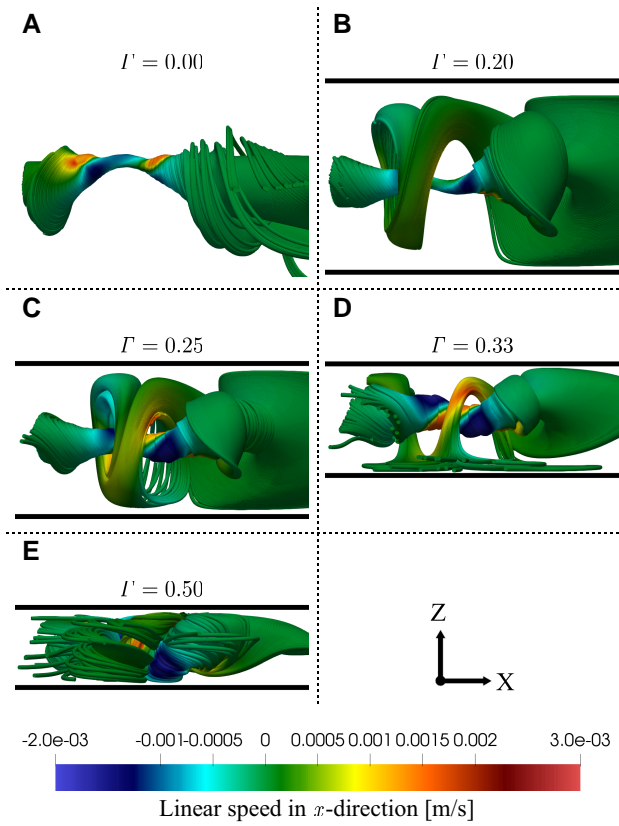 A
Γ = 0.00
B
Γ = 0.20
C
Γ = 0.25
D
Γ = 0.33
E
Γ = 0.50
Z
X
-2.0e-03 -0.001 -0.0005 0 0.0005 0.001 0.0015 0.002 3.0e-03
Linear speed in x-direction [m/s]